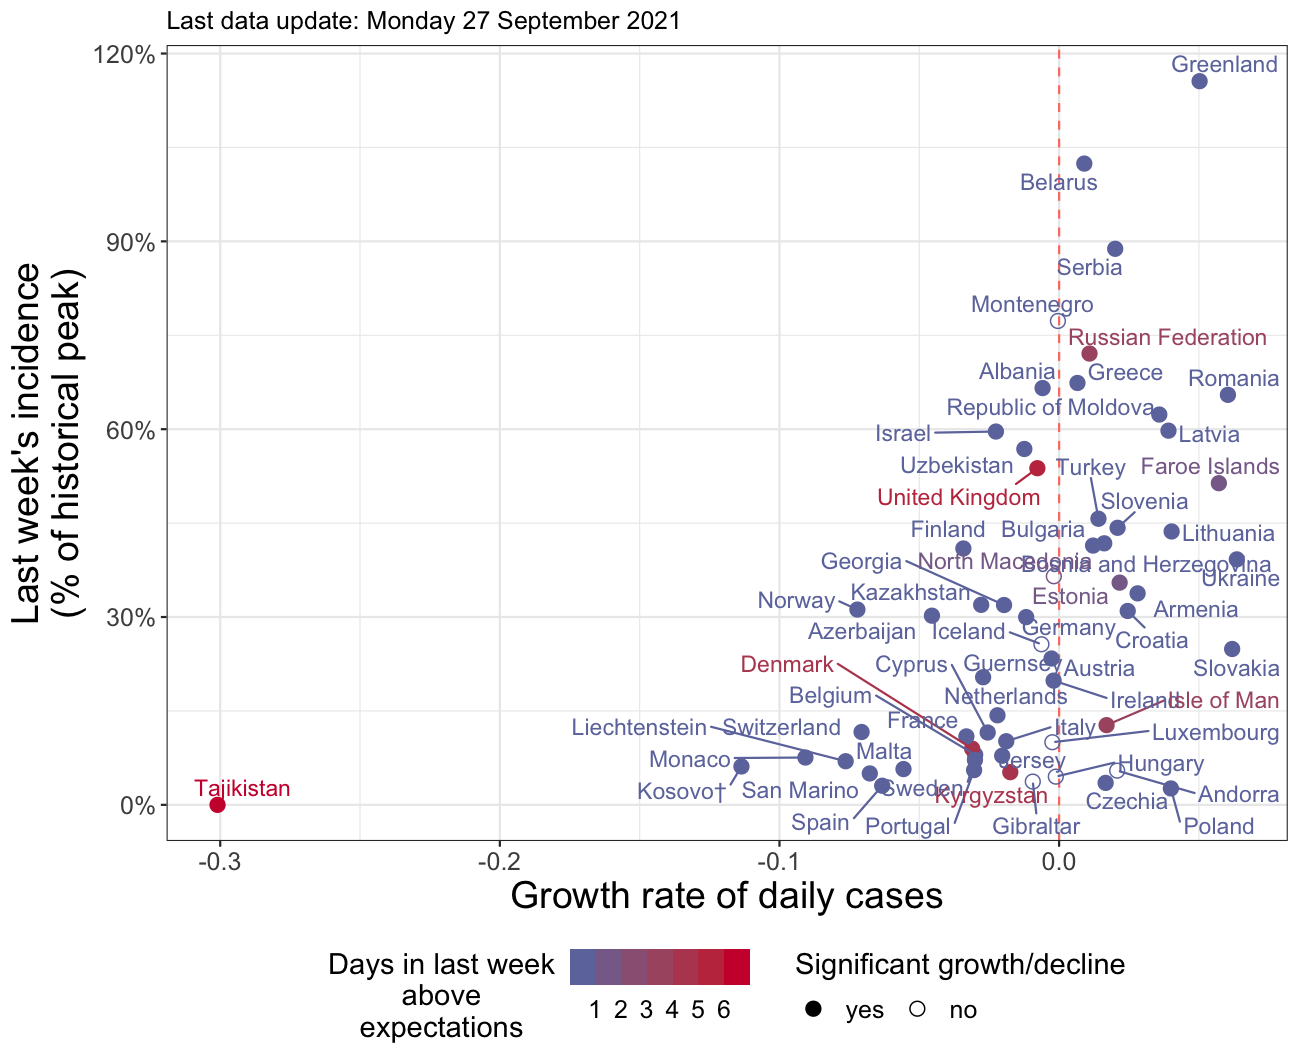 Last data update: Monday 27 September 2021
Last week's incidence
(% of historical peak)
120%
90%
60%
30%
0%
Greenland
Belarus
Serbia
Montenegro
Russian Federation
Albania
Greece
Romania
Republic of Moldova
Israel
Latvia
Uzbekistan
Turkey
Faroe Islands
United Kingdom
Slovenia
Finland
Bulgaria
Lithuania
Georgia
North Macedonia
Bosnia and Herzegovina
Ukraine
Kazakhstan
Estonia
Norway
Armenia
Azerbaijan
Iceland
Germany
Croatia
Denmark
Cyprus
Guernsey
Austria
Slovakia
Belgium
Netherlands
Ireland
Isle of Man
Liechtenstein
Switzerland
France
Italy
Luxembourg
Monaco
Malta
Jersey
Hungary
Tajikistan
Kosovo†
San Marino
Sweden
Kyrgyzstan
Czechia
Andorra
Spain
Portugal
Gibraltar
Poland
-0.3
-0.2
-0.1
0.0
Growth rate of daily cases
Days in last week
above
expectations
1 2 3 4 5 6
Significant growth/decline
yes
no